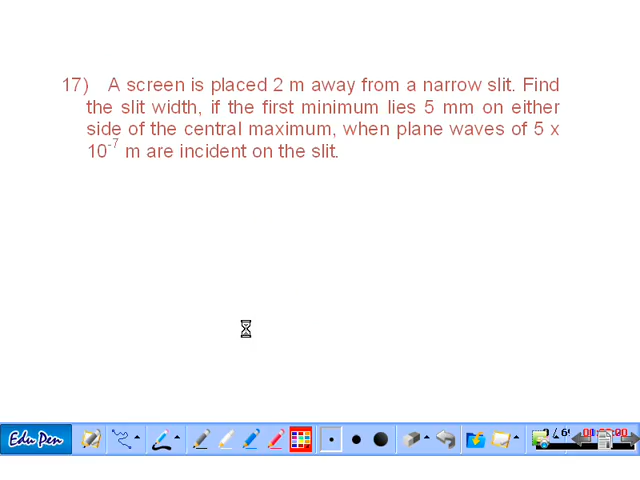 17) A screen is placed 2 m away from a narrow slit. Find
the slit width, if the first minimum lies 5 mm on either
side of the central maximum, when plane waves of 5 x
10⁻⁷ m are incident on the slit.
Edu Pen